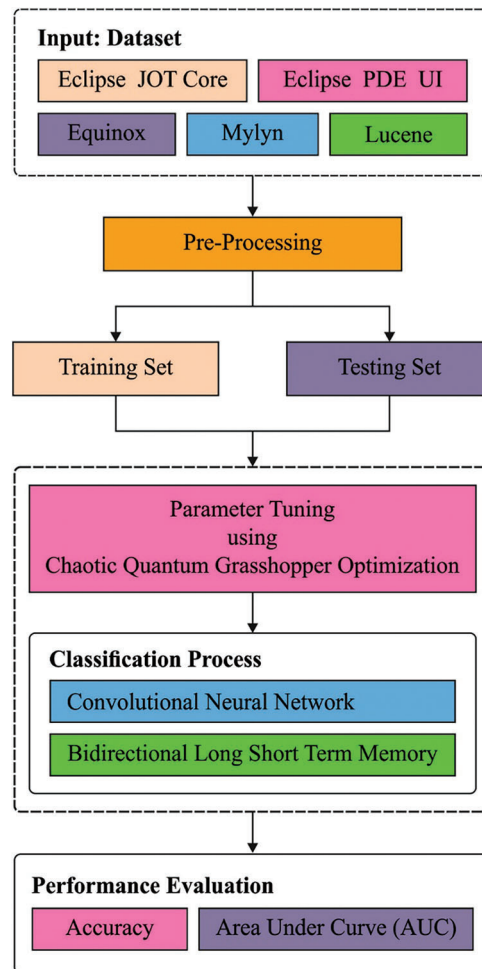 Input: Dataset
Eclipse JOT Core
Eclipse PDE UI
Equinox
Mylyn
Lucene
Pre-Processing
Training Set
Testing Set
Parameter Tuning
using
Chaotic Quantum Grasshopper Optimization
Classification Process
Convolutional Neural Network
Bidirectional Long Short Term Memory
Performance Evaluation
Accuracy
Area Under Curve (AUC)